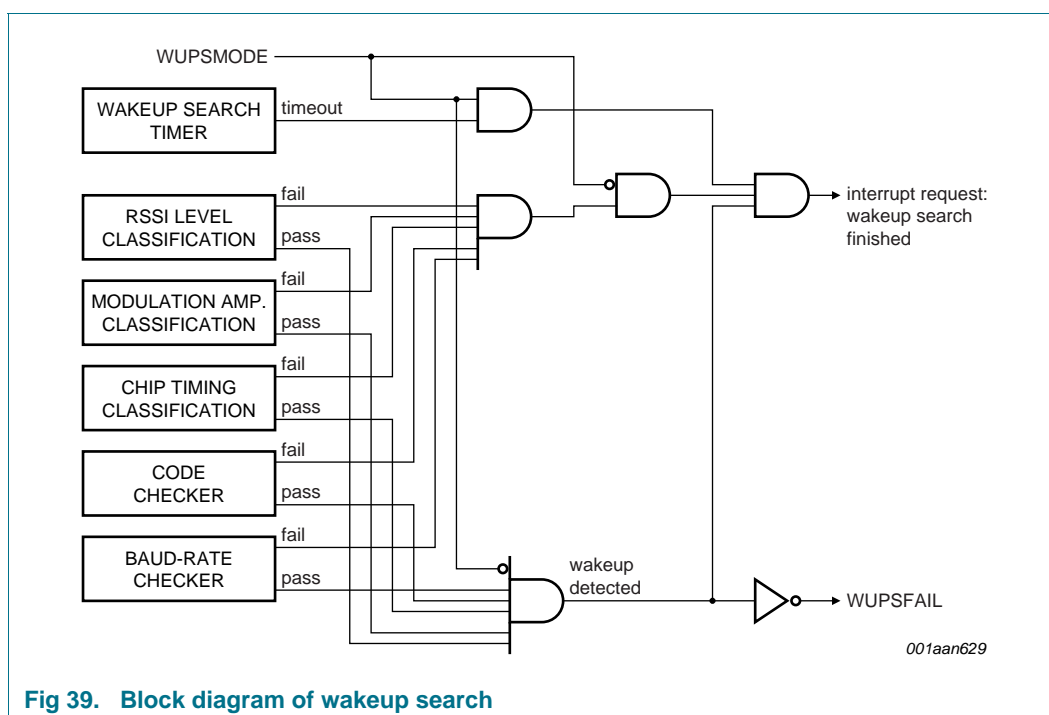 WUPSMODE
WAKEUP SEARCH
TIMER
timeout
RSSI LEVEL
CLASSIFICATION
fail
pass
MODULATION AMP.
CLASSIFICATION
fail
pass
CHIP TIMING
CLASSIFICATION
fail
pass
CODE
CHECKER
fail
pass
BAUD-RATE
CHECKER
fail
pass
interrupt request:
wakeup search
finished
wakeup
detected
WUPSFAIL
001aan629
Fig 39. Block diagram of wakeup search